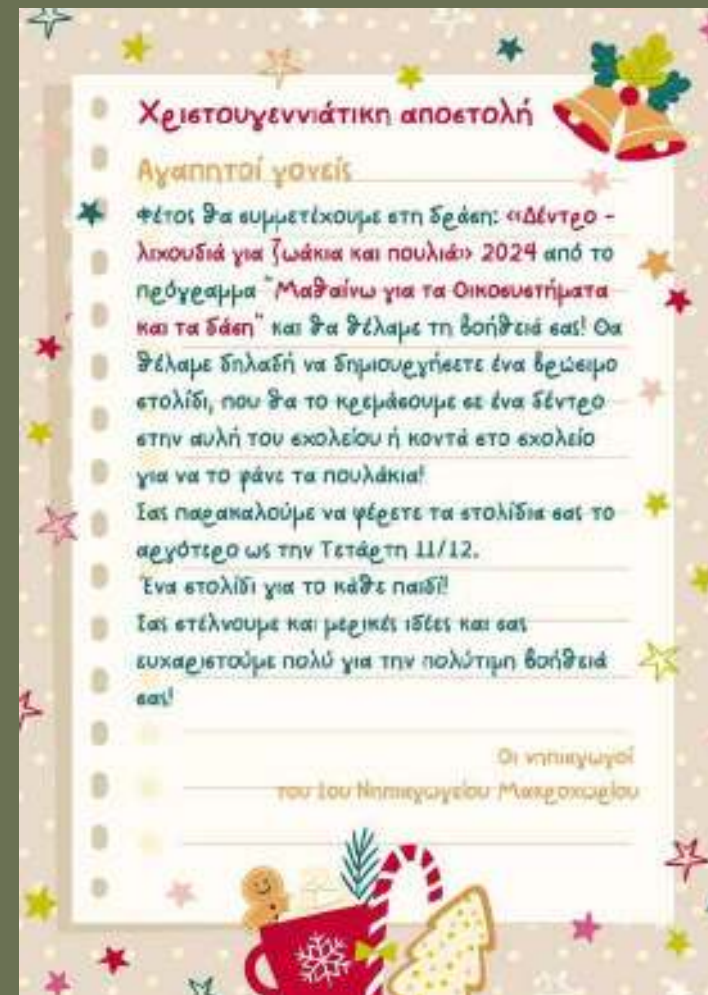 Χριστουγεννιάτικη αποστολή
Αγαπητοί γονείς
Φέτος θα συμμετέχουμε στη δράση: «Δέντρο -
λιχουδιά για ζωάκια και πουλιά» 2024 από το
πρόγραμμα "Μαθαίνω για τα Οικοσυστήματα
και τα δάση" και θα θέλαμε τη βοήθειά σας! Θα
θέλαμε δηλαδή να δημιουργήσετε ένα βρώσιμο
στολίδι, που θα το κρεμάσουμε σε ένα δέντρο
στην αυλή του σχολείου ή κοντά στο σχολείο
για να το φάνε τα πουλάκια!
Σας παρακαλούμε να φέρετε τα στολίδια σας το
αργότερο ως την Τετάρτη 11/12.
Ένα στολίδι για το κάθε παιδί!
Σας στέλνουμε και μερικές ιδέες και σας
ευχαριστούμε πολύ για την πολύτιμη βοήθειά
σας!
Οι νηπιαγωγοί
του 1ου Νηπιαγωγείου Μακροχωρίου